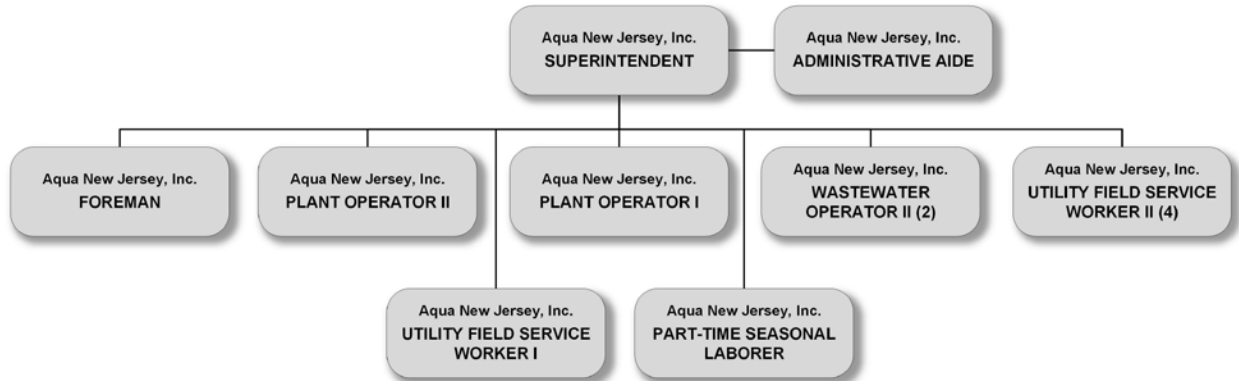 Aqua New Jersey, Inc.
SUPERINTENDENT
Aqua New Jersey, Inc.
ADMINISTRATIVE AIDE
Aqua New Jersey, Inc.
FOREMAN
Aqua New Jersey, Inc.
PLANT OPERATOR II
Aqua New Jersey, Inc.
PLANT OPERATOR I
Aqua New Jersey, Inc.
WASTEWATER
OPERATOR II (2)
Aqua New Jersey, Inc.
UTILITY FIELD SERVICE
WORKER II (4)
Aqua New Jersey, Inc.
UTILITY FIELD SERVICE
WORKER I
Aqua New Jersey, Inc.
PART-TIME SEASONAL
LABORER